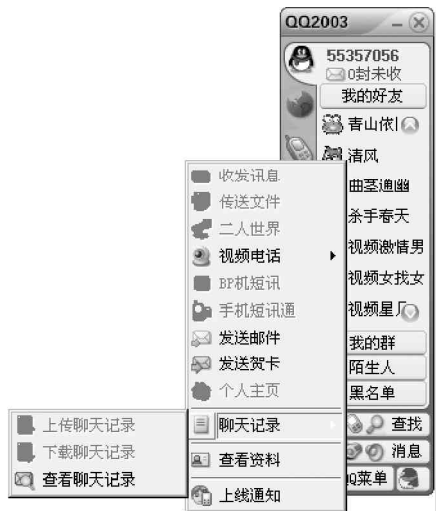 QQ2003
55357056
0封未收
我的好友
青山依
清风
曲茎通幽
杀手春天
视频激情男
视频女找女
视频星
我的群
陌生人
黑名单
查找
消息
QQ菜单
收发讯息
传送文件
二人世界
视频电话
BP机短讯
手机短讯通
发送邮件
发送贺卡
个人主页
聊天记录
查看资料
上线通知
上传聊天记录
下载聊天记录
查看聊天记录